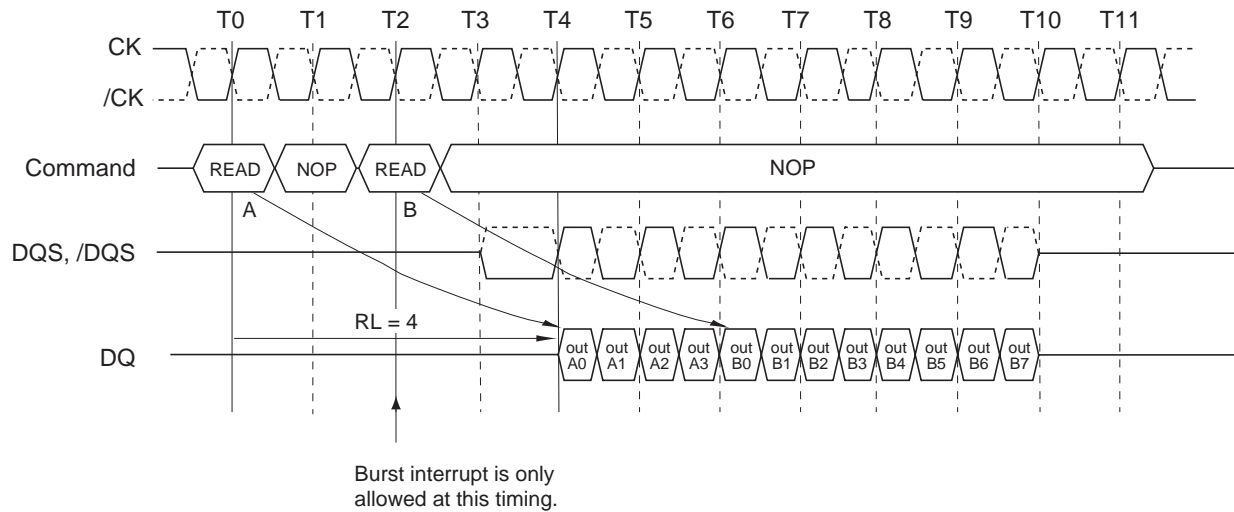 T0 T1 T2 T3 T4 T5 T6 T7 T8 T9 T10 T11
CK
/CK
Command READ NOP READ NOP
A B
DQS, /DQS
RL = 4
DQ
out out out out out out out out out out out out
A0 A1 A2 A3 B0 B1 B2 B3 B4 B5 B6 B7
Burst interrupt is only
allowed at this timing.